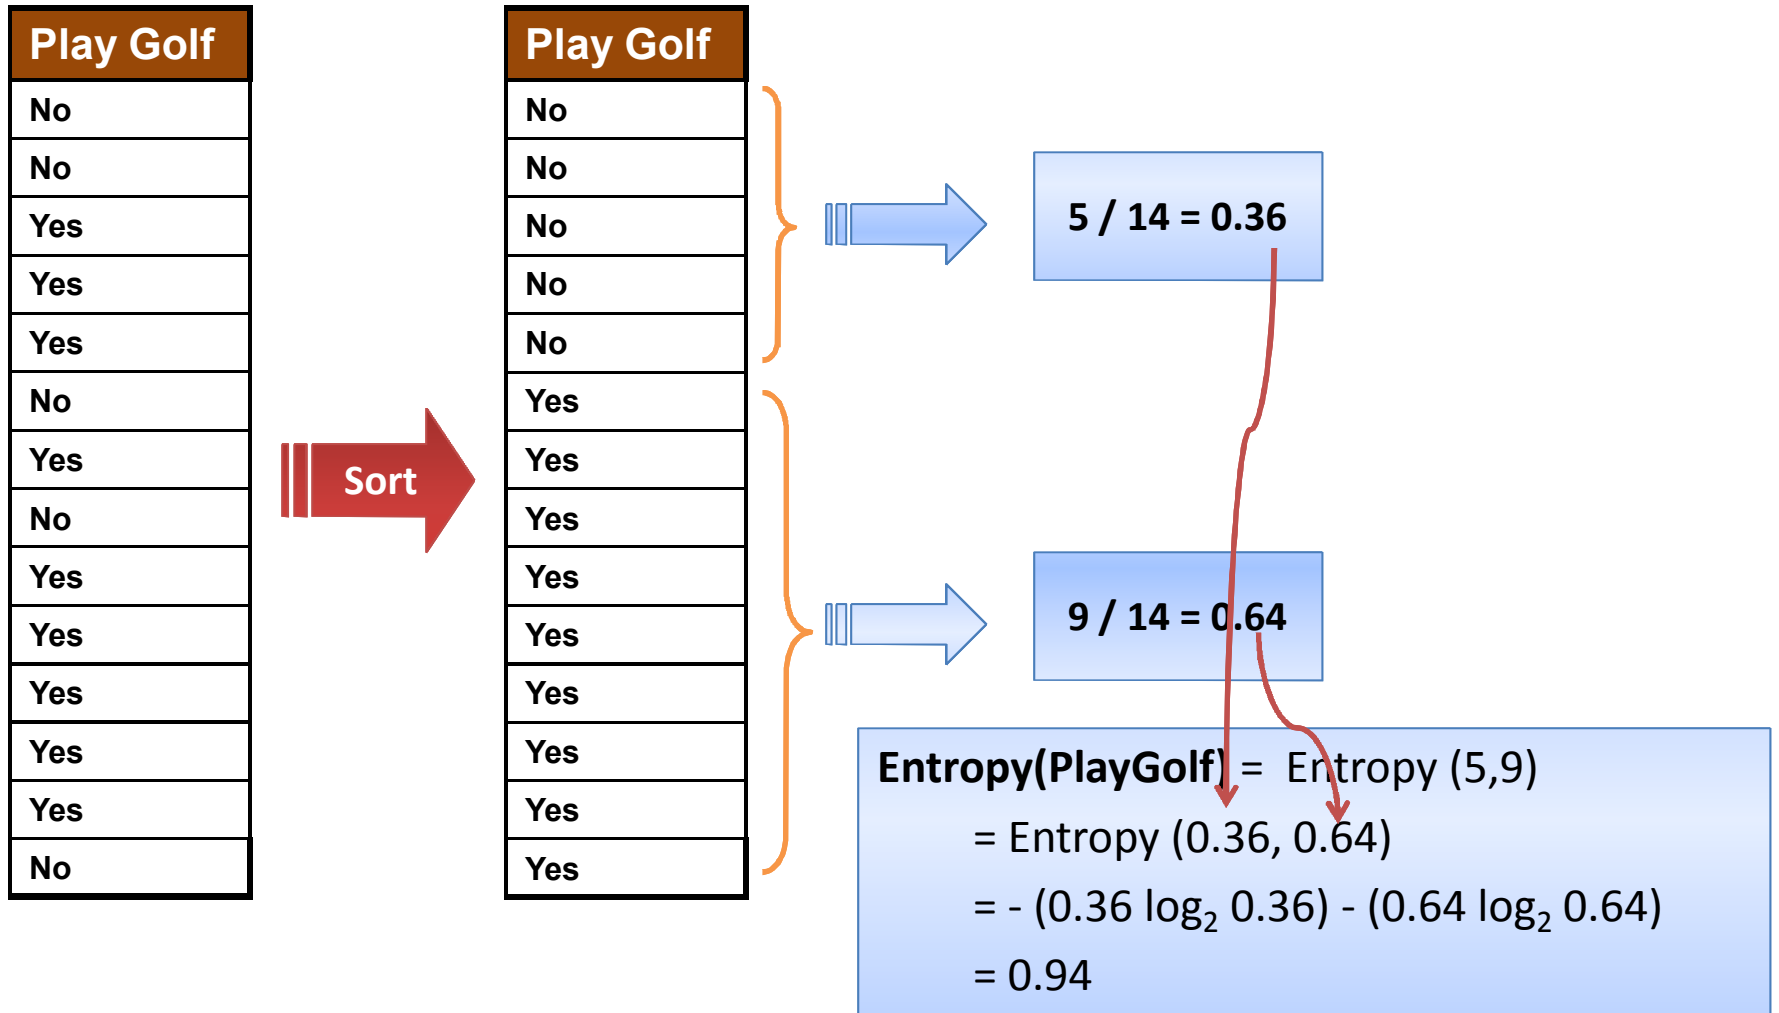 Play Golf
No
No
Yes
Yes
Yes
No
Yes
No
Yes
Yes
Yes
Yes
Yes
No
Sort
Play Golf
No
No
No
No
No
Yes
Yes
Yes
Yes
Yes
Yes
Yes
Yes
Yes
5 / 14 = 0.36
9 / 14 = 0.64
Entropy(PlayGolf) = Entropy (5,9)
= Entropy (0.36, 0.64)
= - (0.36 log₂ 0.36) - (0.64 log₂ 0.64)
= 0.94